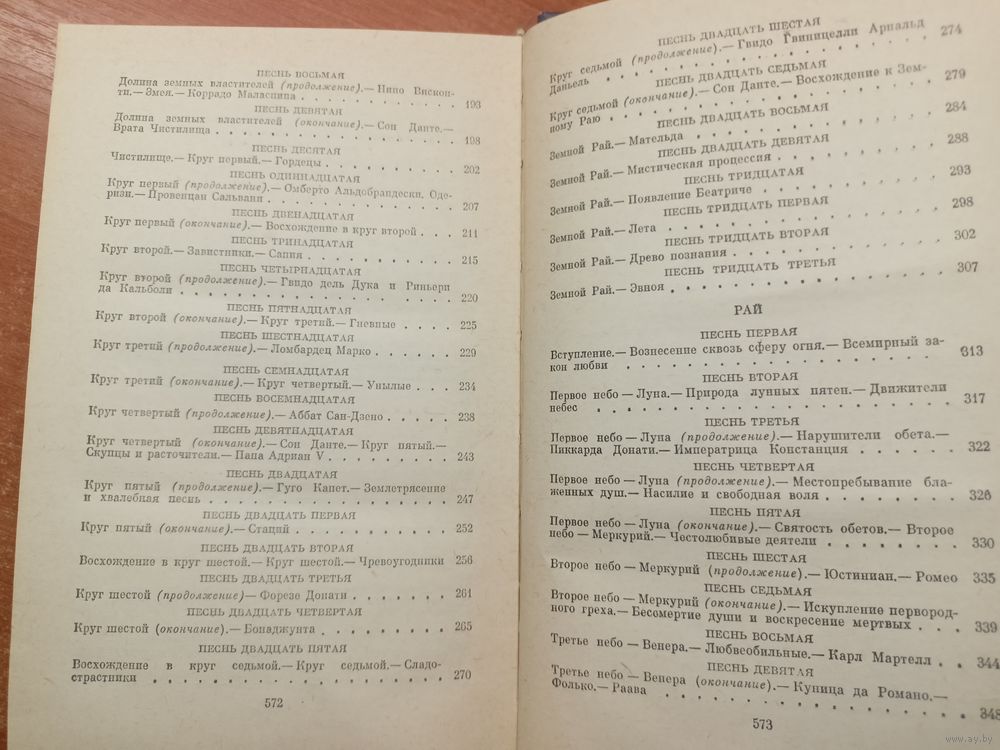 ПЕСНЬ ВОСЬМАЯ
Долина земных властителей (продолжение).— Нино Вискон-
ти.— Змея.— Коррадо Маласпина . . . . . . . . . . 193
ПЕСНЬ ДЕВЯТАЯ
Долина земных властителей (окончание).— Сон Данте.—
Врата Чистилища . . . . . . . . . . . . . . . . 198
ПЕСНЬ ДЕСЯТАЯ
Чистилище.— Круг первый.— Гордецы . . . . . . . . 202
ПЕСНЬ ОДИННАДЦАТАЯ
Круг первый (продолжение).— Омберто Альдобрандески, Оде-
ризи.— Провенцан Сальвани . . . . . . . . . . . . 207
ПЕСНЬ ДВЕНАДЦАТАЯ
Круг первый (окончание).— Восхождение в круг второй . . . 211
ПЕСНЬ ТРИНАДЦАТАЯ
Круг второй.— Завистники.— Сапия . . . . . . . . . 215
ПЕСНЬ ЧЕТЫРНАДЦАТАЯ
Круг второй (продолжение).— Гвидо дель Дука и Риньери
да Кальболи . . . . . . . . . . . . . . . . . . 220
ПЕСНЬ ПЯТНАДЦАТАЯ
Круг второй (окончание).— Круг третий.— Гневные . . . . 225
ПЕСНЬ ШЕСТНАДЦАТАЯ
Круг третий (продолжение).— Ломбардец Марко . . . . . . 229
ПЕСНЬ СЕМНАДЦАТАЯ
Круг третий (окончание).— Круг четвертый.— Унылые . . . 234
ПЕСНЬ ВОСЕМНАДЦАТАЯ
Круг четвертый (продолжение).— Аббат Сан-Дзено . . . . . 238
ПЕСНЬ ДЕВЯТНАДЦАТАЯ
Круг четвертый (окончание).— Сон Данте.— Круг пятый.—
Скупцы и расточители.— Папа Адриан V . . . . . . . . 243
ПЕСНЬ ДВАДЦАТАЯ
Круг пятый (продолжение).— Гуго Капет.— Землетрясение
и хвалебная песнь . . . . . . . . . . . . . . . . 247
ПЕСНЬ ДВАДЦАТЬ ПЕРВАЯ
Круг пятый (окончание).— Стаций . . . . . . . . . . 252
ПЕСНЬ ДВАДЦАТЬ ВТОРАЯ
Восхождение в круг шестой.— Круг шестой.— Чревоугодники 256
ПЕСНЬ ДВАДЦАТЬ ТРЕТЬЯ
Круг шестой (продолжение).— Форезе Донати . . . . . . . 261
ПЕСНЬ ДВАДЦАТЬ ЧЕТВЕРТАЯ
Круг шестой (окончание).— Бонаджунта . . . . . . . . . 265
ПЕСНЬ ДВАДЦАТЬ ПЯТАЯ
Восхождение в круг седьмой.— Круг седьмой.— Сладо-
страстники . . . . . . . . . . . . . . . . . . . 270
572
ПЕСНЬ ДВАДЦАТЬ ШЕСТАЯ
Круг седьмой (продолжение).— Гвидо Гвиницелли Арнальд
Даньель . . . . . . . . . . . . . . . . . . . . 274
ПЕСНЬ ДВАДЦАТЬ СЕДЬМАЯ
Круг седьмой (окончание).— Сон Данте.— Восхождение к Зем-
ному Раю . . . . . . . . . . . . . . . . . . . 279
ПЕСНЬ ДВАДЦАТЬ ВОСЬМАЯ
Земной Рай.— Мательда . . . . . . . . . . . . . . 284
ПЕСНЬ ДВАДЦАТЬ ДЕВЯТАЯ
Земной Рай.— Мистическая процессия . . . . . . . . . 288
ПЕСНЬ ТРИДЦАТАЯ
Земной Рай.— Появление Беатриче . . . . . . . . . . 293
ПЕСНЬ ТРИДЦАТЬ ПЕРВАЯ
Земной Рай.— Лета . . . . . . . . . . . . . . . . 298
ПЕСНЬ ТРИДЦАТЬ ВТОРАЯ
Земной Рай.— Древо познания . . . . . . . . . . . . 302
ПЕСНЬ ТРИДЦАТЬ ТРЕТЬЯ
Земной Рай.— Эвноя . . . . . . . . . . . . . . . 307
РАЙ
ПЕСНЬ ПЕРВАЯ
Вступление.— Вознесение сквозь сферу огня.— Всемирный за-
кон любви . . . . . . . . . . . . . . . . . . . 313
ПЕСНЬ ВТОРАЯ
Первое небо — Луна.— Природа лунных пятен.— Движители
небес . . . . . . . . . . . . . . . . . . . . . 317
ПЕСНЬ ТРЕТЬЯ
Первое небо — Луна (продолжение).— Нарушители обета.—
Пиккарда Донати.— Императрица Констанция . . . . . . 322
ПЕСНЬ ЧЕТВЕРТАЯ
Первое небо — Луна (продолжение).— Местопребывание бла-
женных душ.— Насилие и свободная воля . . . . . . . . 326
ПЕСНЬ ПЯТАЯ
Первое небо — Луна (окончание).— Святость обетов.— Второе
небо — Меркурий.— Честолюбивые деятели . . . . . . . 330
ПЕСНЬ ШЕСТАЯ
Второе небо — Меркурий (продолжение).— Юстиниан.— Ромео 335
ПЕСНЬ СЕДЬМАЯ
Второе небо — Меркурий (окончание).— Искупление первород-
ного греха.— Бессмертие души и воскресение мертвых . . . 339
ПЕСНЬ ВОСЬМАЯ
Третье небо — Венера.— Любвеобильные.— Карл Мартелл . . 344
ПЕСНЬ ДЕВЯТАЯ
Третье небо — Венера (окончание).— Куница да Романо.—
Фолько.— Раава . . . . . . . . . . . . . . . . . 348
573
www.ay.by